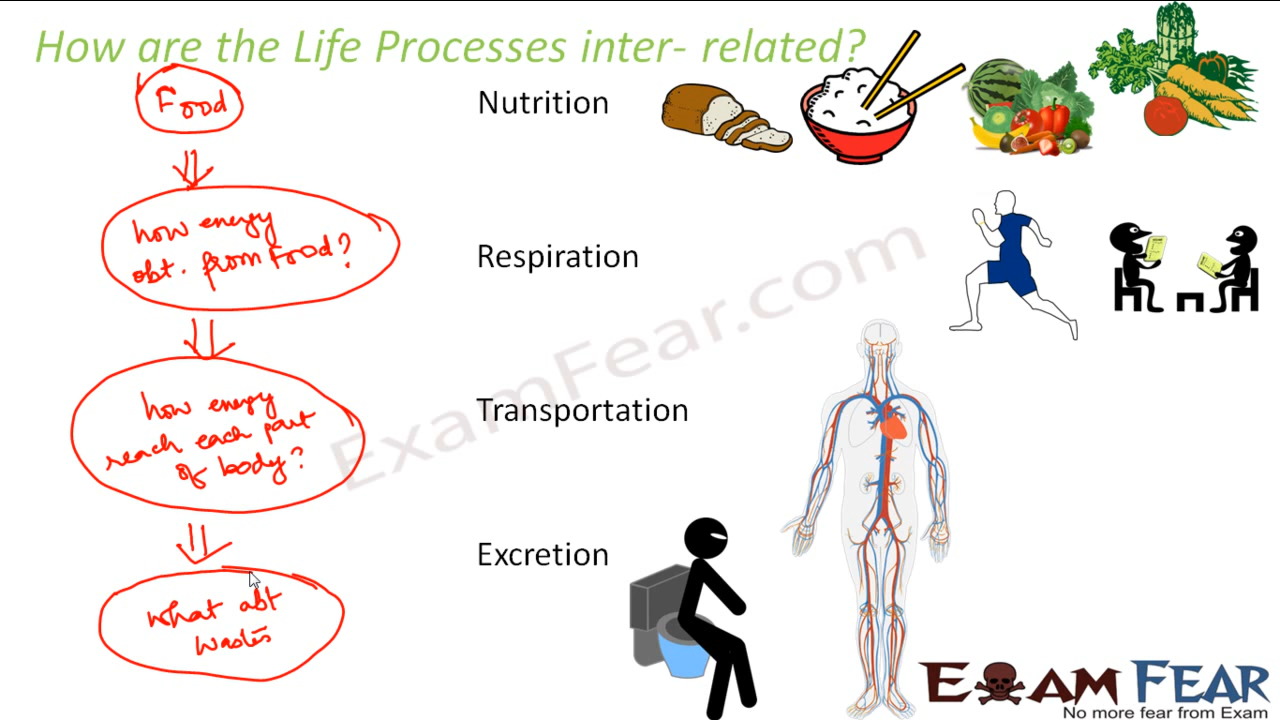 How are the Life Processes inter- related?
Food
Nutrition
how energy
obt. from Food?
Respiration
how energy
reach each part
of body?
Transportation
what abt
wastes
Excretion
ExamFear.com
EXAM FEAR
No more fear from Exam